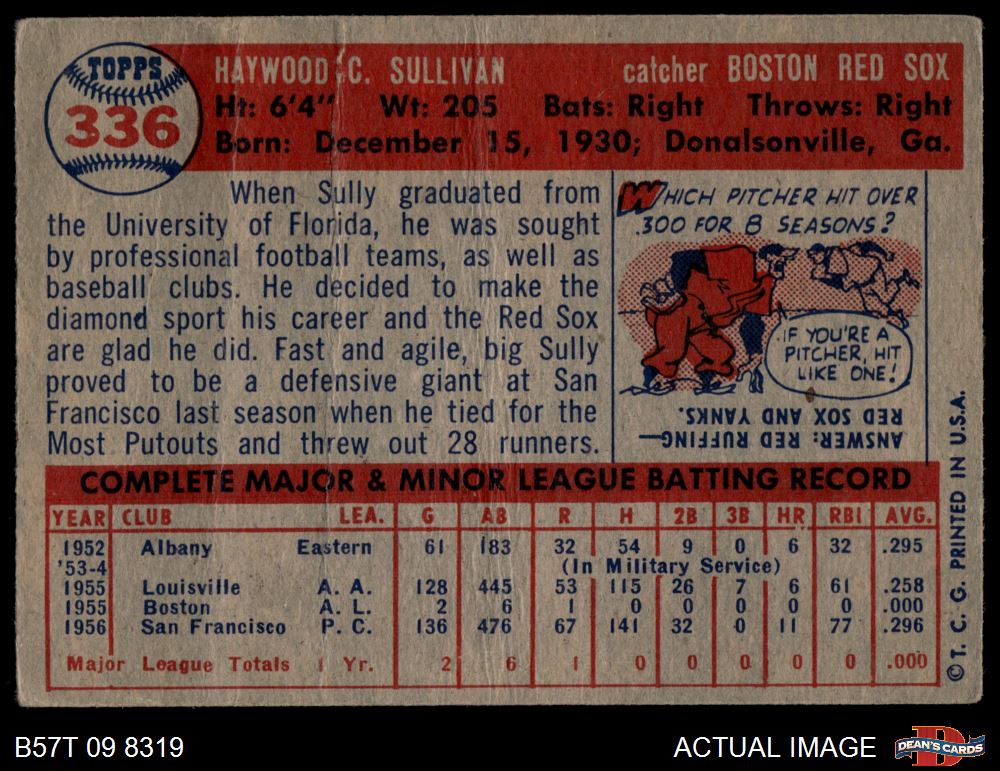 TOPPS
336
HAYWOOD C. SULLIVAN catcher BOSTON RED SOX
Ht: 6'4" Wt: 205 Bats: Right Throws: Right
Born: December 15, 1930; Donalsonville, Ga.
When Sully graduated from
the University of Florida, he was sought
by professional football teams, as well as
baseball clubs. He decided to make the
diamond sport his career and the Red Sox
are glad he did. Fast and agile, big Sully
proved to be a defensive giant at San
Francisco last season when he tied for the
Most Putouts and threw out 28 runners.
WHICH PITCHER HIT OVER
.300 FOR 8 SEASONS?
IF YOU'RE A
PITCHER, HIT
LIKE ONE!
ANSWER: RED RUFFING—
RED SOX AND YANKS.
COMPLETE MAJOR & MINOR LEAGUE BATTING RECORD
YEAR CLUB LEA. G AB R H 2B 3B HR RBI AVG.
1952 Albany Eastern 61 183 32 54 9 0 6 32 .295
'53-4 (In Military Service)
1955 Louisville A. A. 128 445 53 115 26 7 6 61 .258
1955 Boston A. L. 2 6 1 0 0 0 0 0 .000
1956 San Francisco P. C. 136 476 67 141 32 0 11 77 .296
Major League Totals 1 Yr. 2 6 1 0 0 0 0 0 .000
© T. C. G. PRINTED IN U.S.A.
B57T 09 8319 ACTUAL IMAGE DEAN'S CARDS